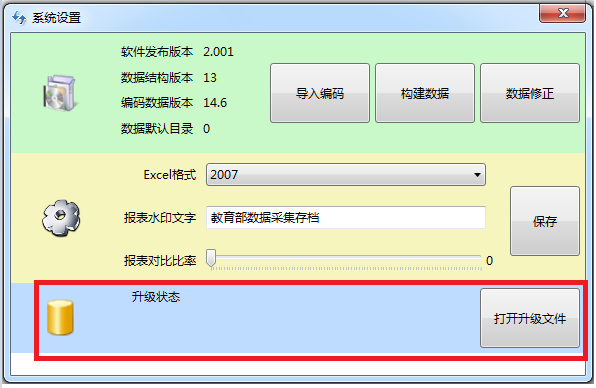 系统设置
软件发布版本 2.001
数据结构版本 13
编码数据版本 14.6
数据默认目录 0
导入编码
构建数据
数据修正
Excel格式 2007
报表水印文字 教育部数据采集存档
报表对比比率 0
保存
升级状态
打开升级文件